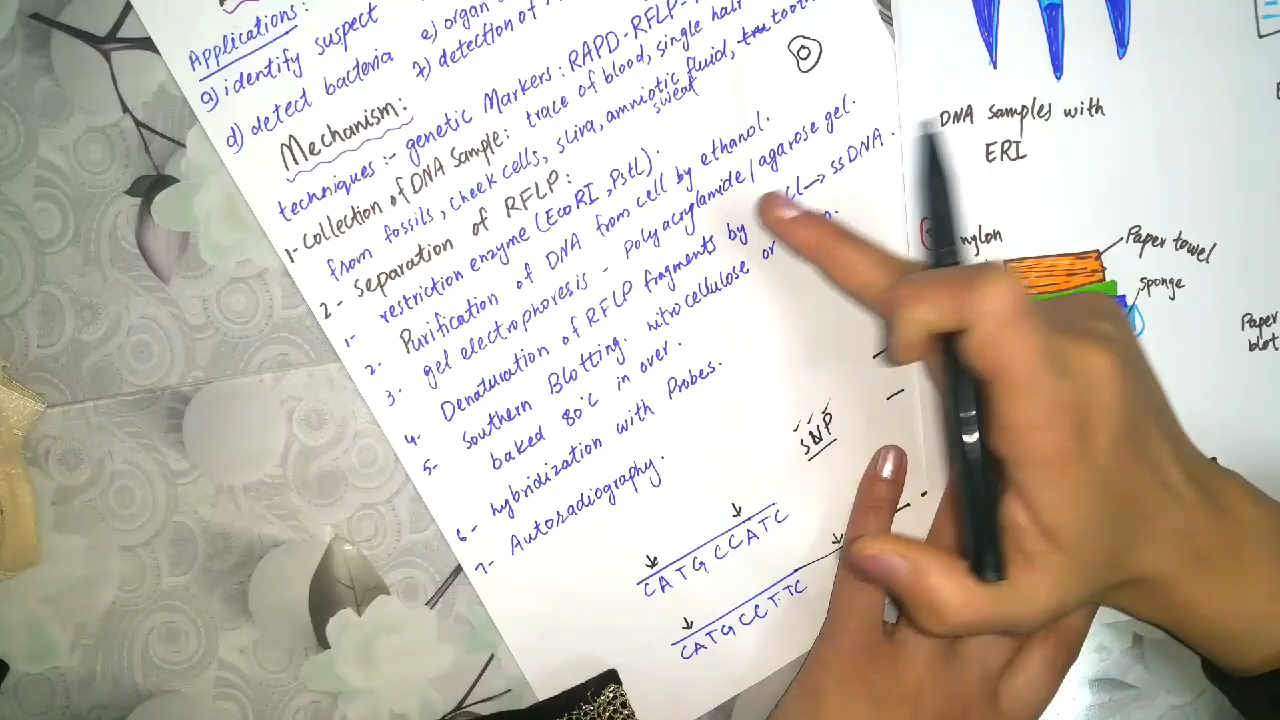 Applications:
a) identify suspect
e) organ
d) detect bacteria
7) detection of
Mechanism:
techniques :- genetic Markers : RAPD-RFLP-
1- collection of DNA Sample: trace of blood, single hair
from fossils, cheek cells, sliva, amniotic fluid, tooth
sweat
2- separation of RFLP:
1- restriction enzyme (EcoRI, PstI).
2. Purification of DNA from cell by ethanol.
3. gel electrophoresis - polyacrylamide/agarose gel.
4- Denaturation of RFLP fragments by cl → ssDNA.
5. Southern Blotting. nitrocellulose or
baked 80°C in over.
6- hybridization with Probes.
7- Autoradiography.
SNP
CATGCCATC
CATGCCTTC
DNA samples with
ERI
nylon
Paper towel
sponge
Paper
blot